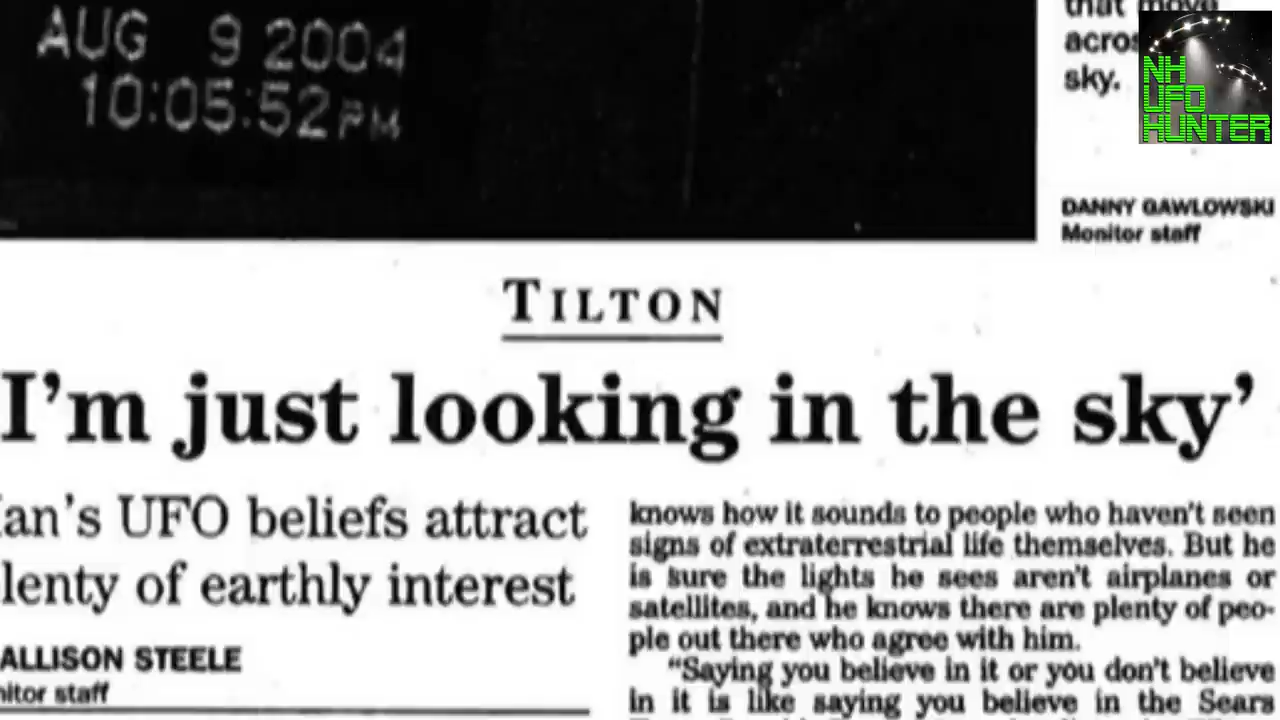 AUG 9 2004
10:05:52 PM
that move
sky.
NH
UFO
HUNTER
DANNY GAWLOWSKI
Monitor staff
TILTON
I'm just looking in the sky’
an's UFO beliefs attract
lenty of earthly interest
ALLISON STEELE
nitor staff
knows how it sounds to people who haven't seen
signs of extraterrestrial life themselves. But he
is sure the lights he sees aren't airplanes or
satellites, and he knows there are plenty of peo-
ple out there who agree with him.
“Saying you believe in it or you don't believe
in it is like saying you believe in the Sears